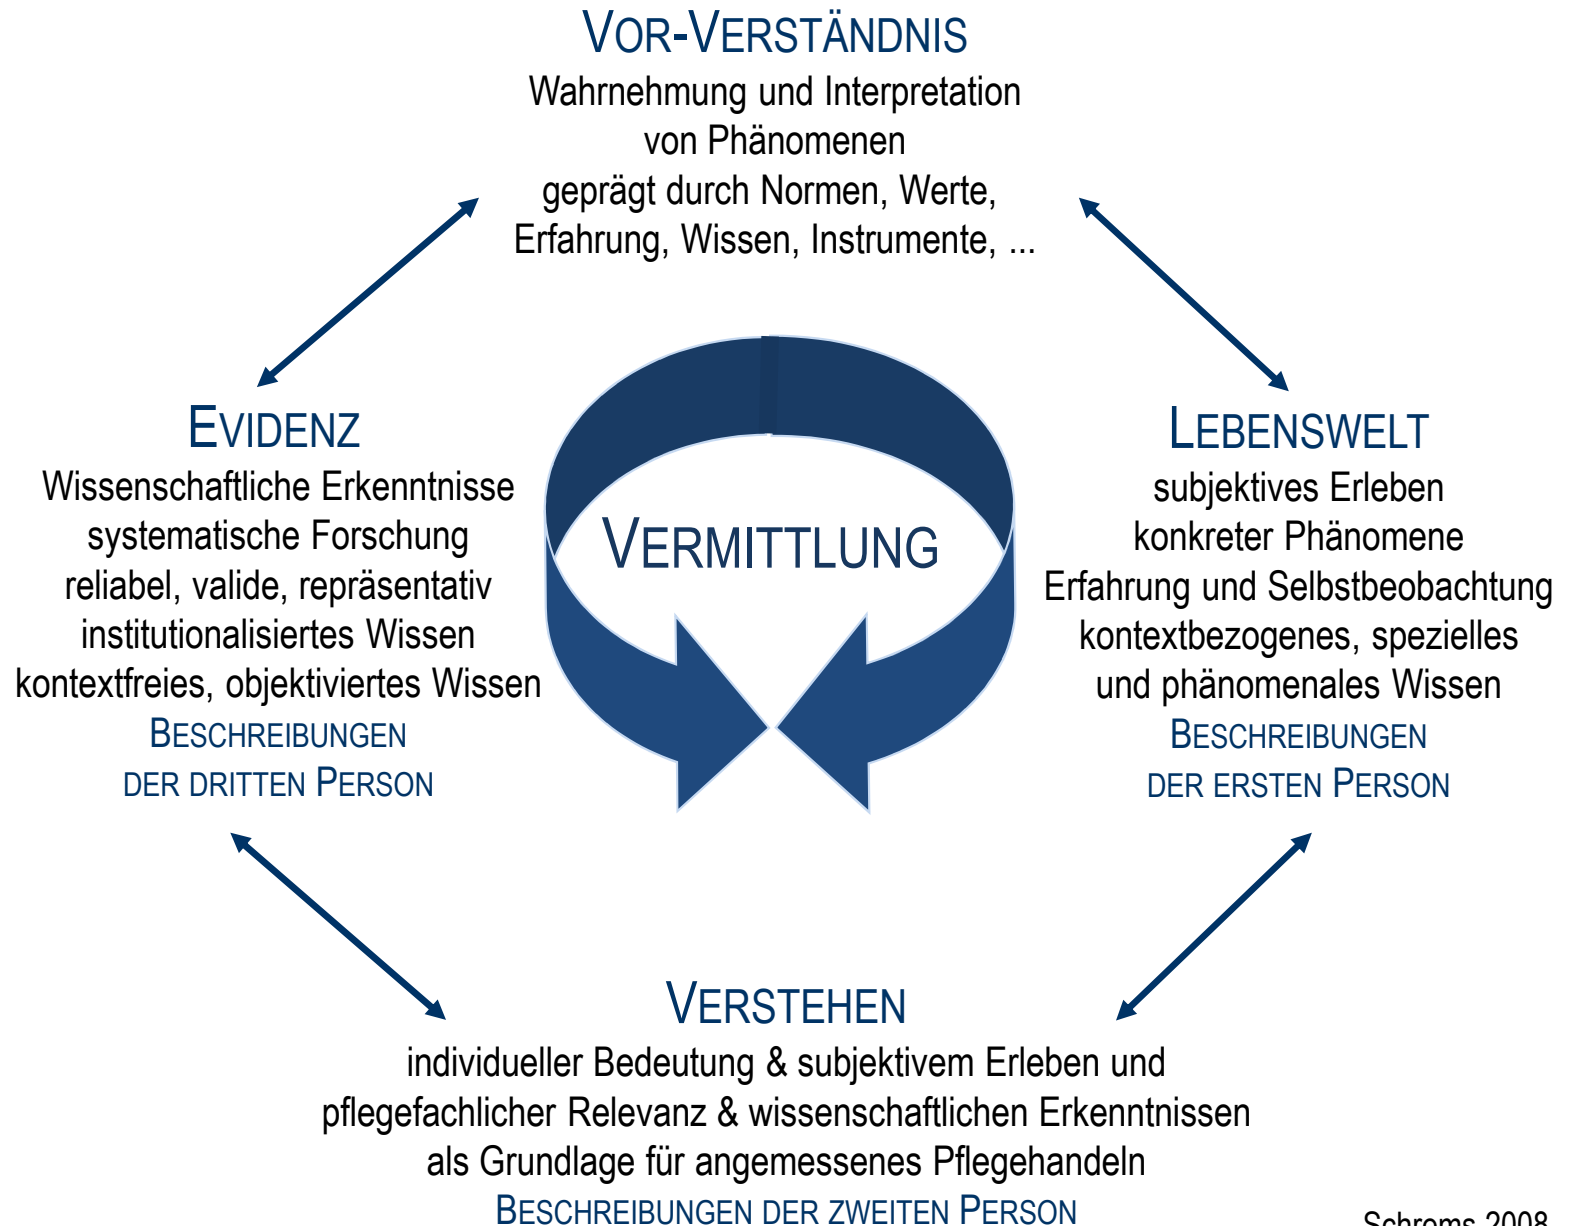 VOR-VERSTÄNDNIS
Wahrnehmung und Interpretation
von Phänomenen
geprägt durch Normen, Werte,
Erfahrung, Wissen, Instrumente, ...
EVIDENZ
Wissenschaftliche Erkenntnisse
systematische Forschung
reliabel, valide, repräsentativ
institutionalisiertes Wissen
kontextfreies, objektiviertes Wissen
BESCHREIBUNGEN
DER DRITTEN PERSON
VERMITTLUNG
LEBENSWELT
subjektives Erleben
konkreter Phänomene
Erfahrung und Selbstbeobachtung
kontextbezogenes, spezielles
und phänomenales Wissen
BESCHREIBUNGEN
DER ERSTEN PERSON
VERSTEHEN
individueller Bedeutung & subjektivem Erleben und
pflegefachlicher Relevanz & wissenschaftlichen Erkenntnissen
als Grundlage für angemessenes Pflegehandeln
BESCHREIBUNGEN DER ZWEITEN PERSON
Schrems 2008